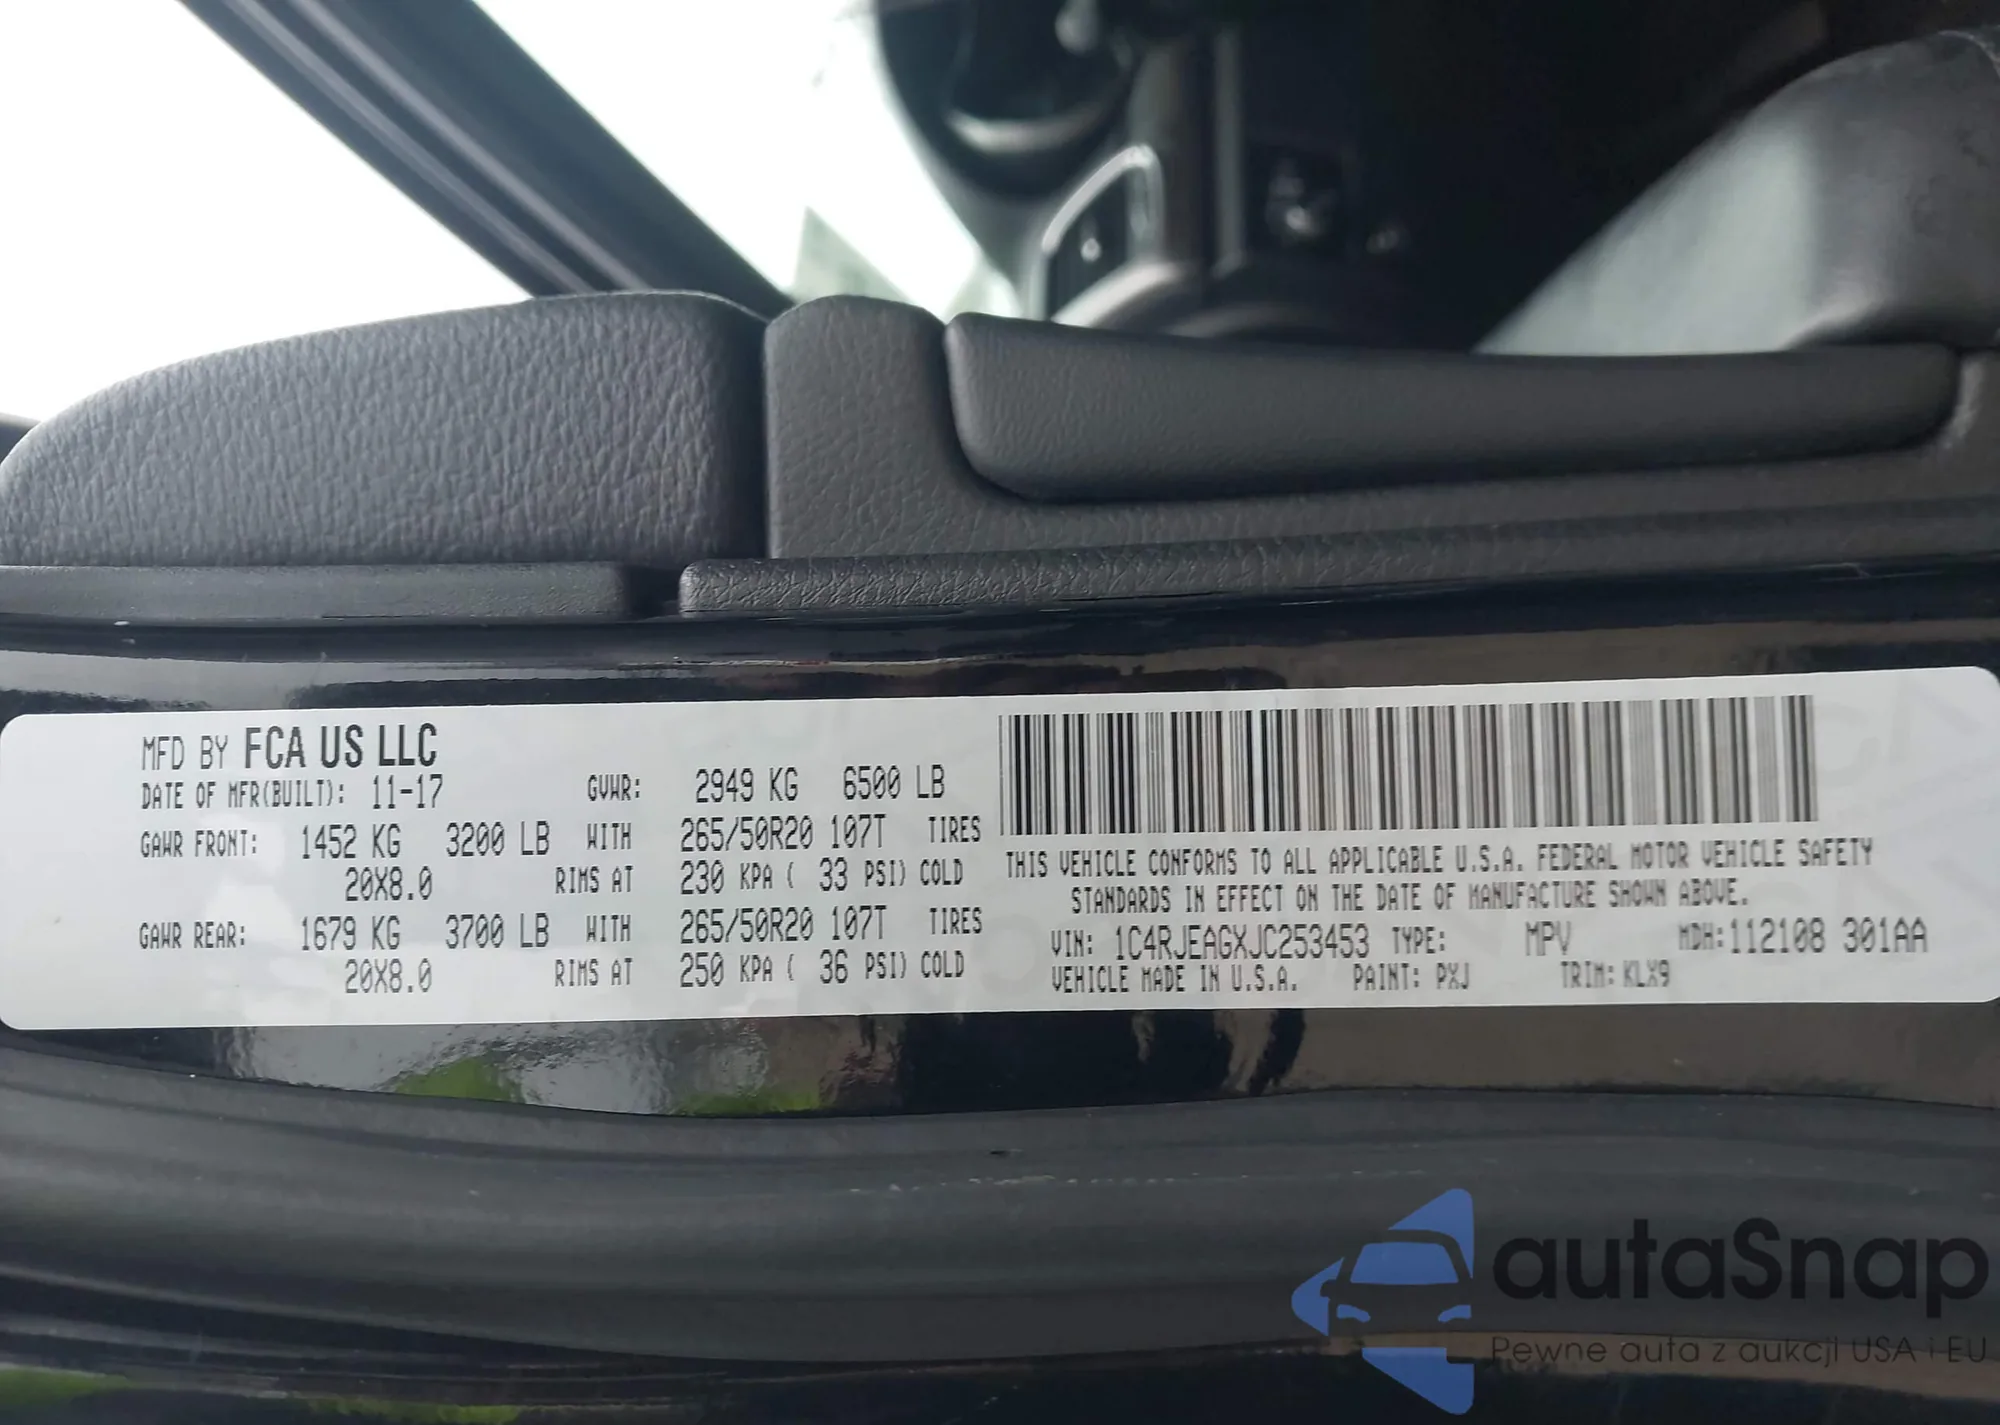 MFD BY FCA US LLC
DATE OF MFR(BUILT): 11-17 GVWR: 2949 KG 6500 LB
GAWR FRONT: 1452 KG 3200 LB WITH 265/50R20 107T TIRES
20X8.0 RIMS AT 230 KPA ( 33 PSI) COLD
GAWR REAR: 1679 KG 3700 LB WITH 265/50R20 107T TIRES
20X8.0 RIMS AT 250 KPA ( 36 PSI) COLD
THIS VEHICLE CONFORMS TO ALL APPLICABLE U.S.A. FEDERAL MOTOR VEHICLE SAFETY
STANDARDS IN EFFECT ON THE DATE OF MANUFACTURE SHOWN ABOVE.
VIN: 1C4RJEAGXJC253453 TYPE: MPV MDH:112108 301AA
VEHICLE MADE IN U.S.A. PAINT: PXJ TRIM: KLX9
autaSnap
Pewne auta z aukcji USA i EU